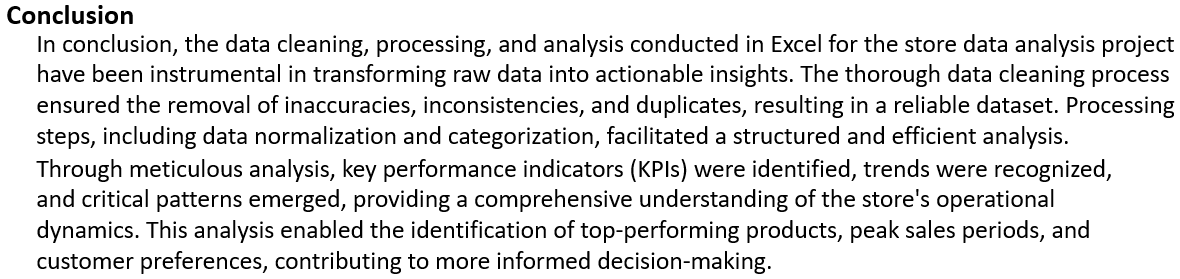 Conclusion
In conclusion, the data cleaning, processing, and analysis conducted in Excel for the store data analysis project
have been instrumental in transforming raw data into actionable insights. The thorough data cleaning process
ensured the removal of inaccuracies, inconsistencies, and duplicates, resulting in a reliable dataset. Processing
steps, including data normalization and categorization, facilitated a structured and efficient analysis.
Through meticulous analysis, key performance indicators (KPIs) were identified, trends were recognized,
and critical patterns emerged, providing a comprehensive understanding of the store's operational
dynamics. This analysis enabled the identification of top-performing products, peak sales periods, and
customer preferences, contributing to more informed decision-making.